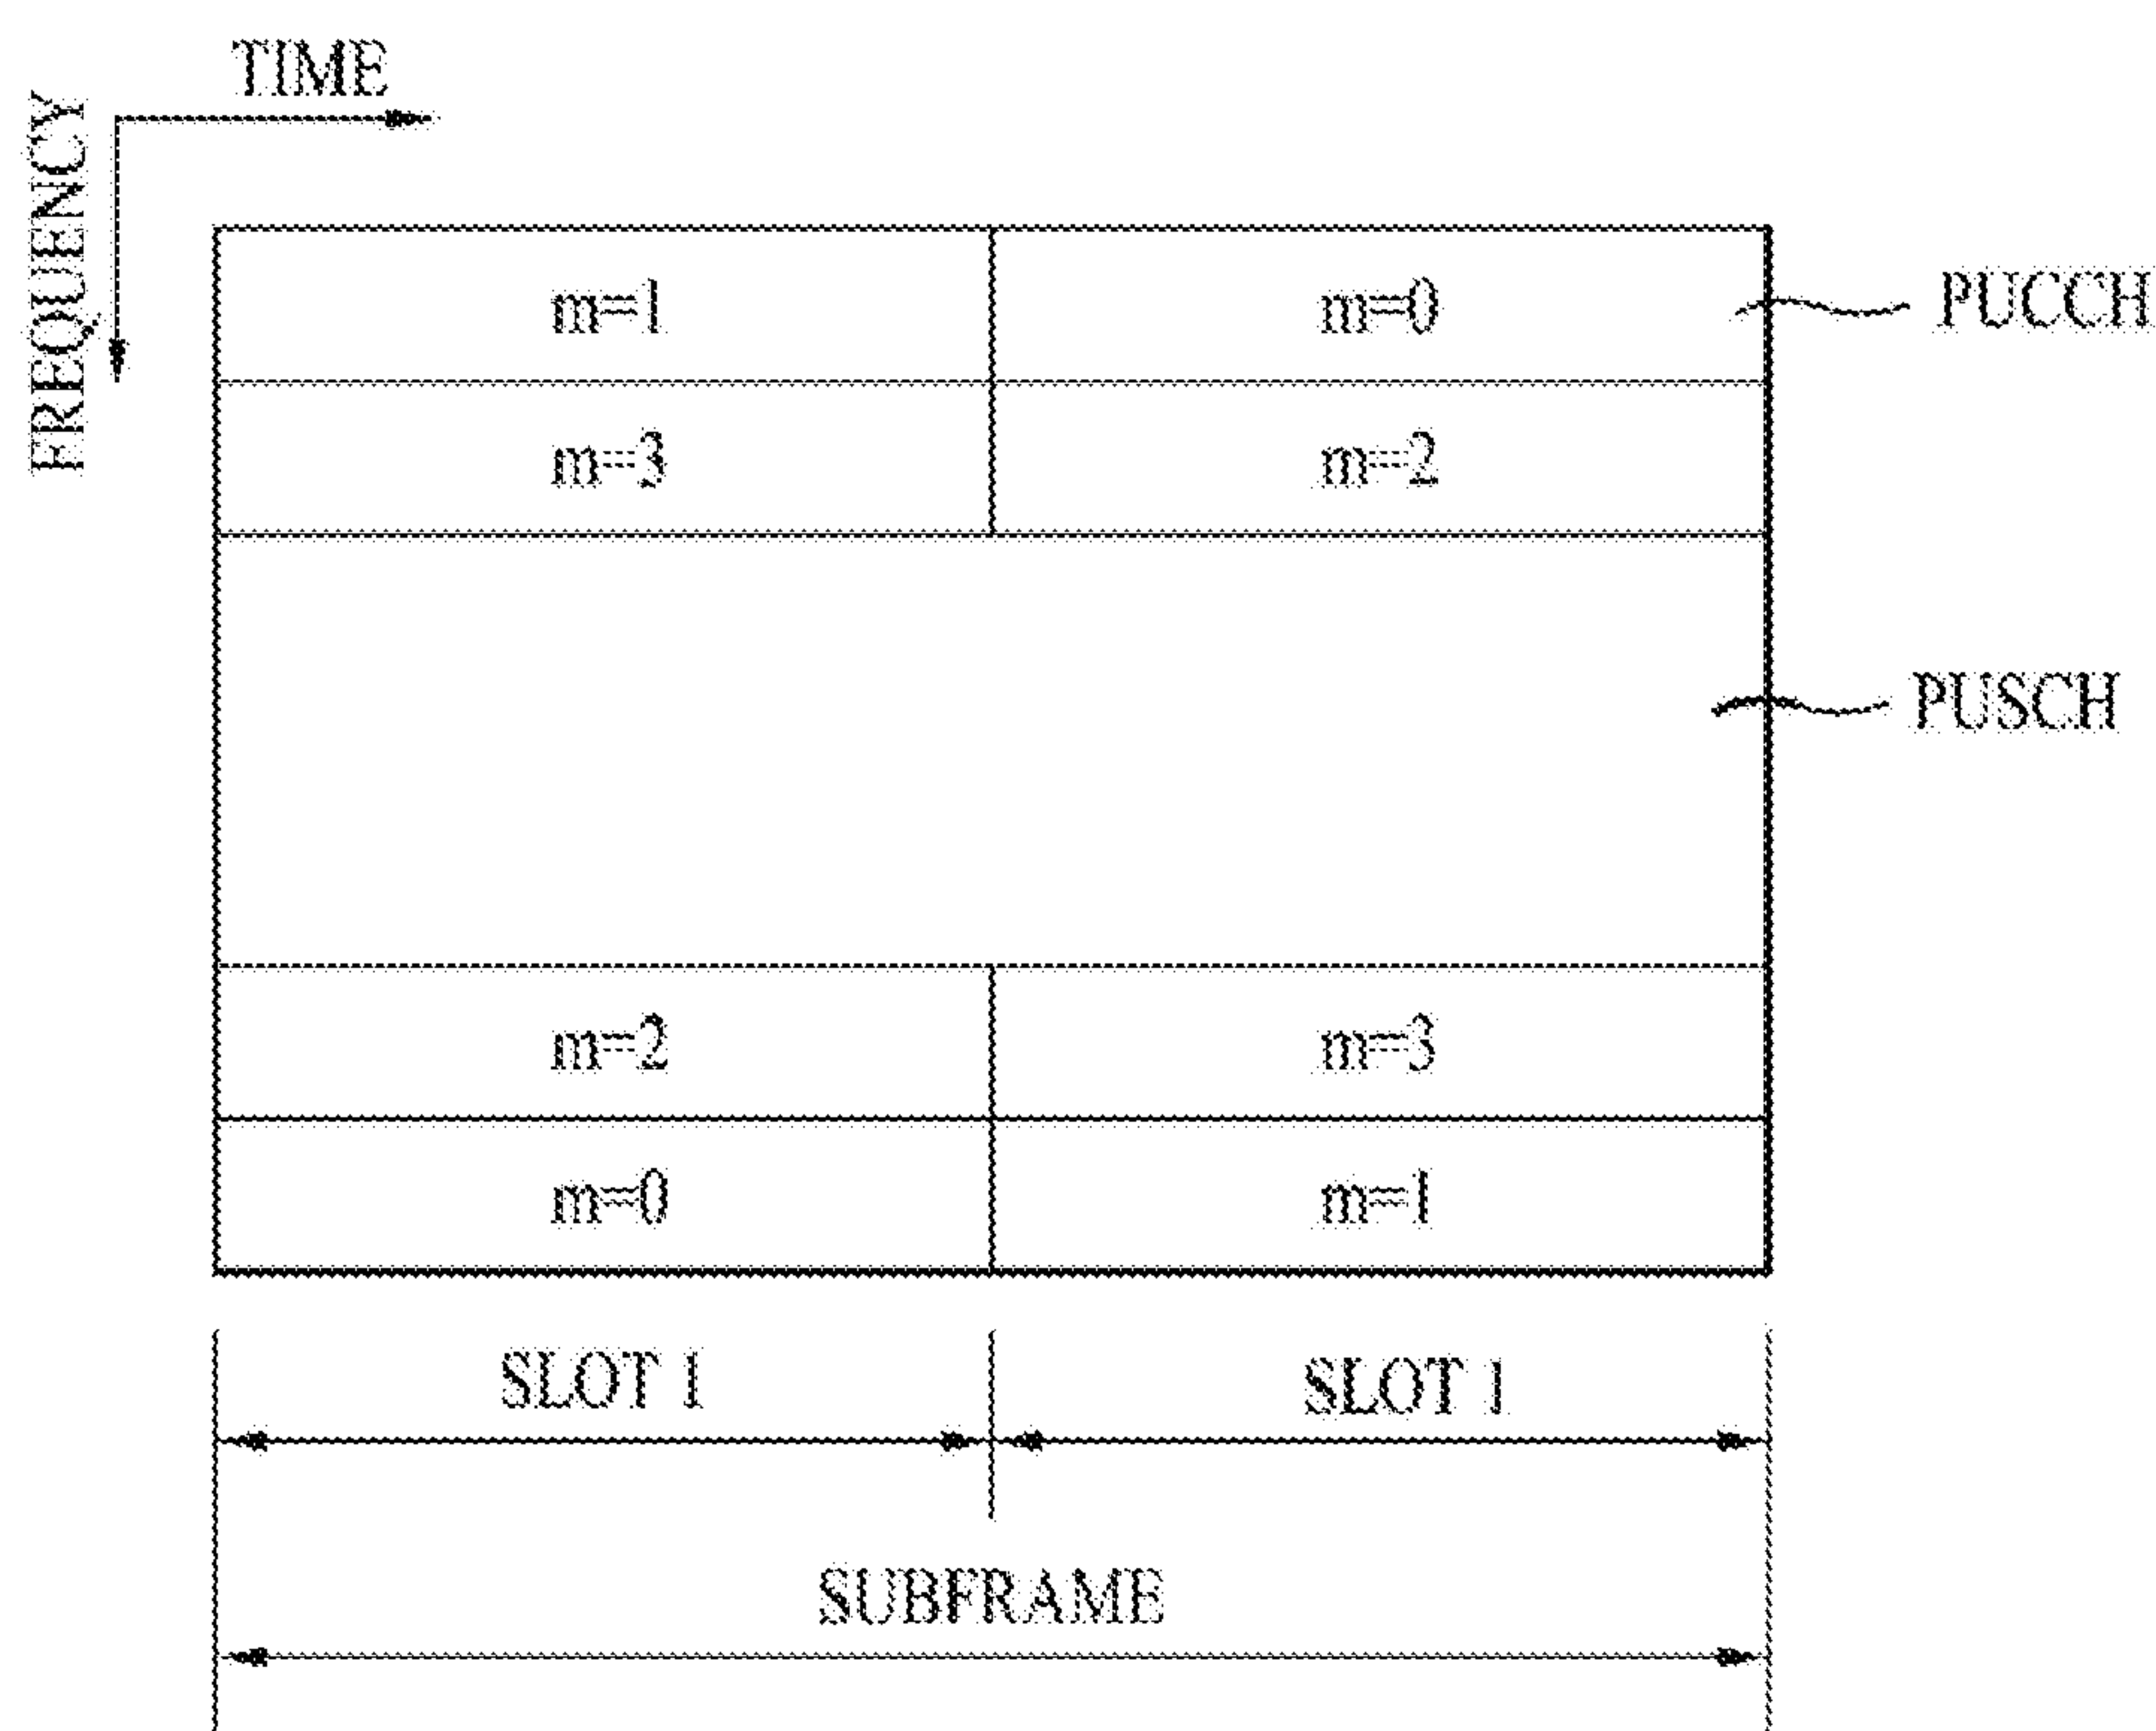 TIME
FREQUENCY
m=1 m=0 PUCCH
m=3 m=2
PUSCH
m=2 m=3
m=0 m=1
SLOT 1 SLOT 1
SUBFRAME